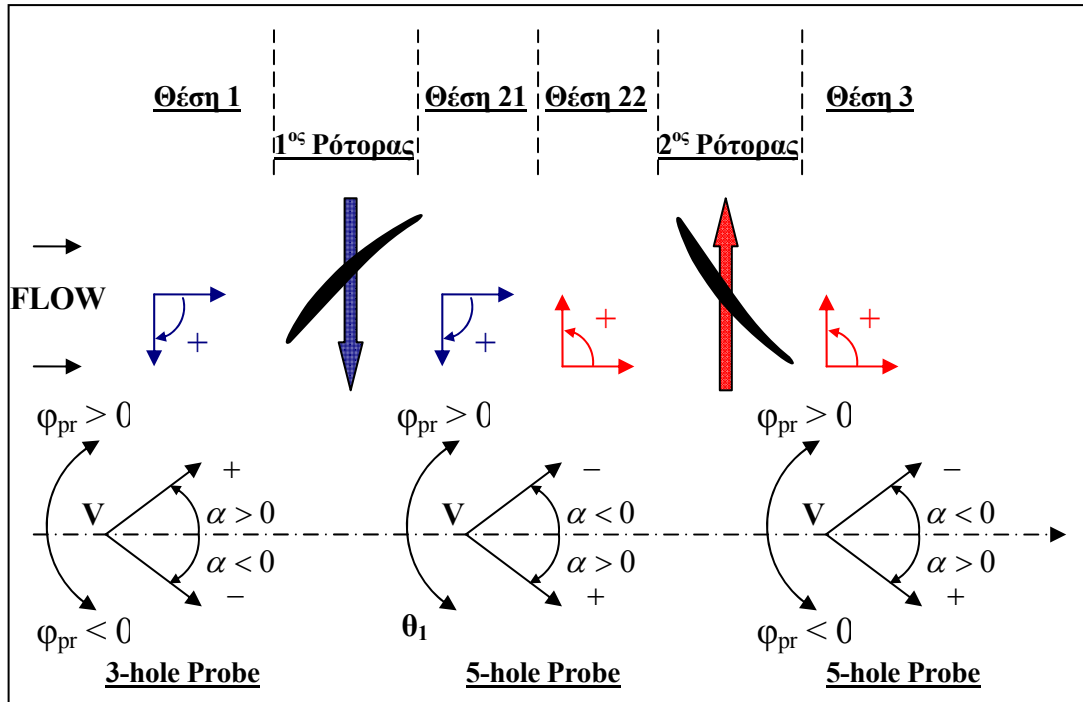 Θέση 1 Θέση 21 Θέση 22 Θέση 3
1ος Ρότορας 2ος Ρότορας
FLOW
+ + + +
φpr > 0 φpr > 0 φpr > 0
+ − −
V α > 0 V α < 0 V α < 0
α < 0 α > 0 α > 0
− + +
φpr < 0 θ1 φpr < 0
3-hole Probe 5-hole Probe 5-hole Probe